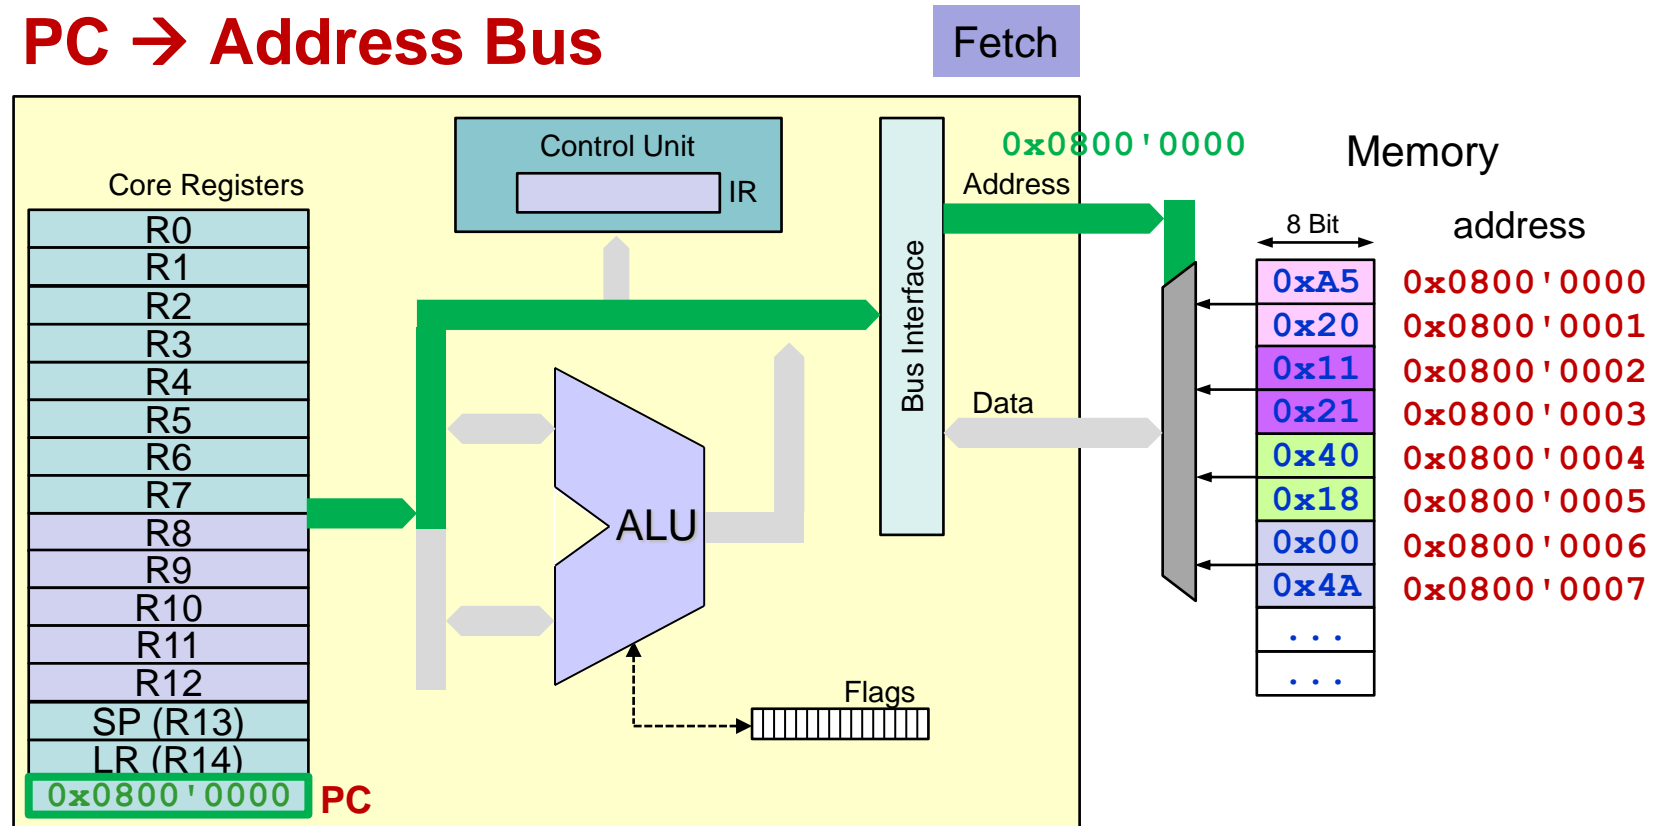 PC → Address Bus
Fetch
Control Unit
IR
Core Registers
R0
R1
R2
R3
R4
R5
R6
R7
R8
R9
R10
R11
R12
SP (R13)
LR (R14)
0x0800'0000 PC
ALU
Flags
Bus Interface
0x0800'0000
Address
Data
Memory
8 Bit address
0xA5 0x0800'0000
0x20 0x0800'0001
0x11 0x0800'0002
0x21 0x0800'0003
0x40 0x0800'0004
0x18 0x0800'0005
0x00 0x0800'0006
0x4A 0x0800'0007
...
...